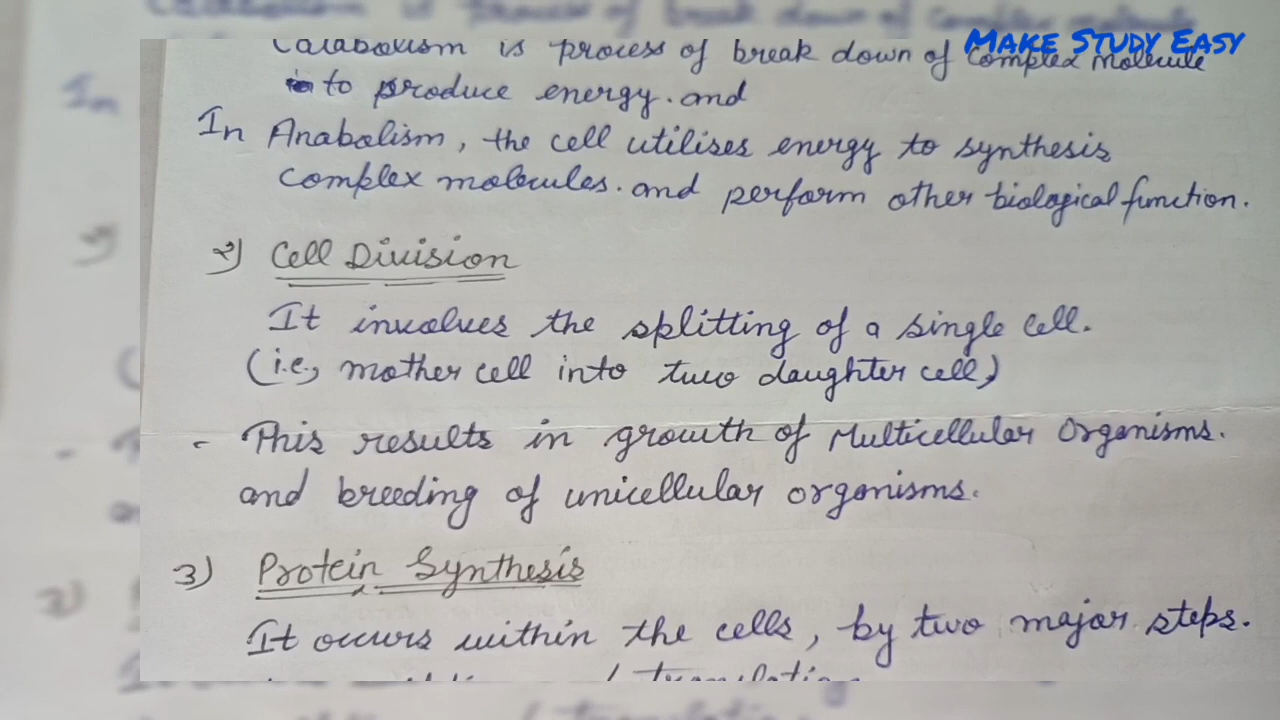 MAKE STUDY EASY
Catabolism is process of break down of complex molecule
to produce energy. and
In Anabolism, the cell utilises energy to synthesis
complex molecules. and perform other biological function.
2) Cell Division
It involves the splitting of a single cell.
(i.e., mother cell into two daughter cell)
- This results in growth of Multicellular Organisms.
and breeding of unicellular organisms.
3) Protein Synthesis
It occurs within the cells, by two major steps.
translation